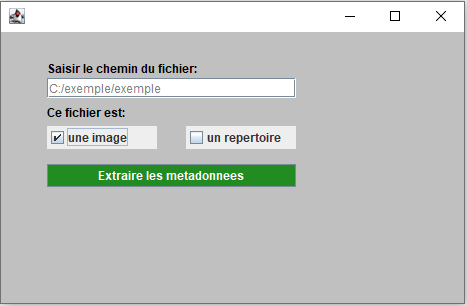 Saisir le chemin du fichier:
C:/exemple/exemple
Ce fichier est:
une image un repertoire
Extraire les metadonnees